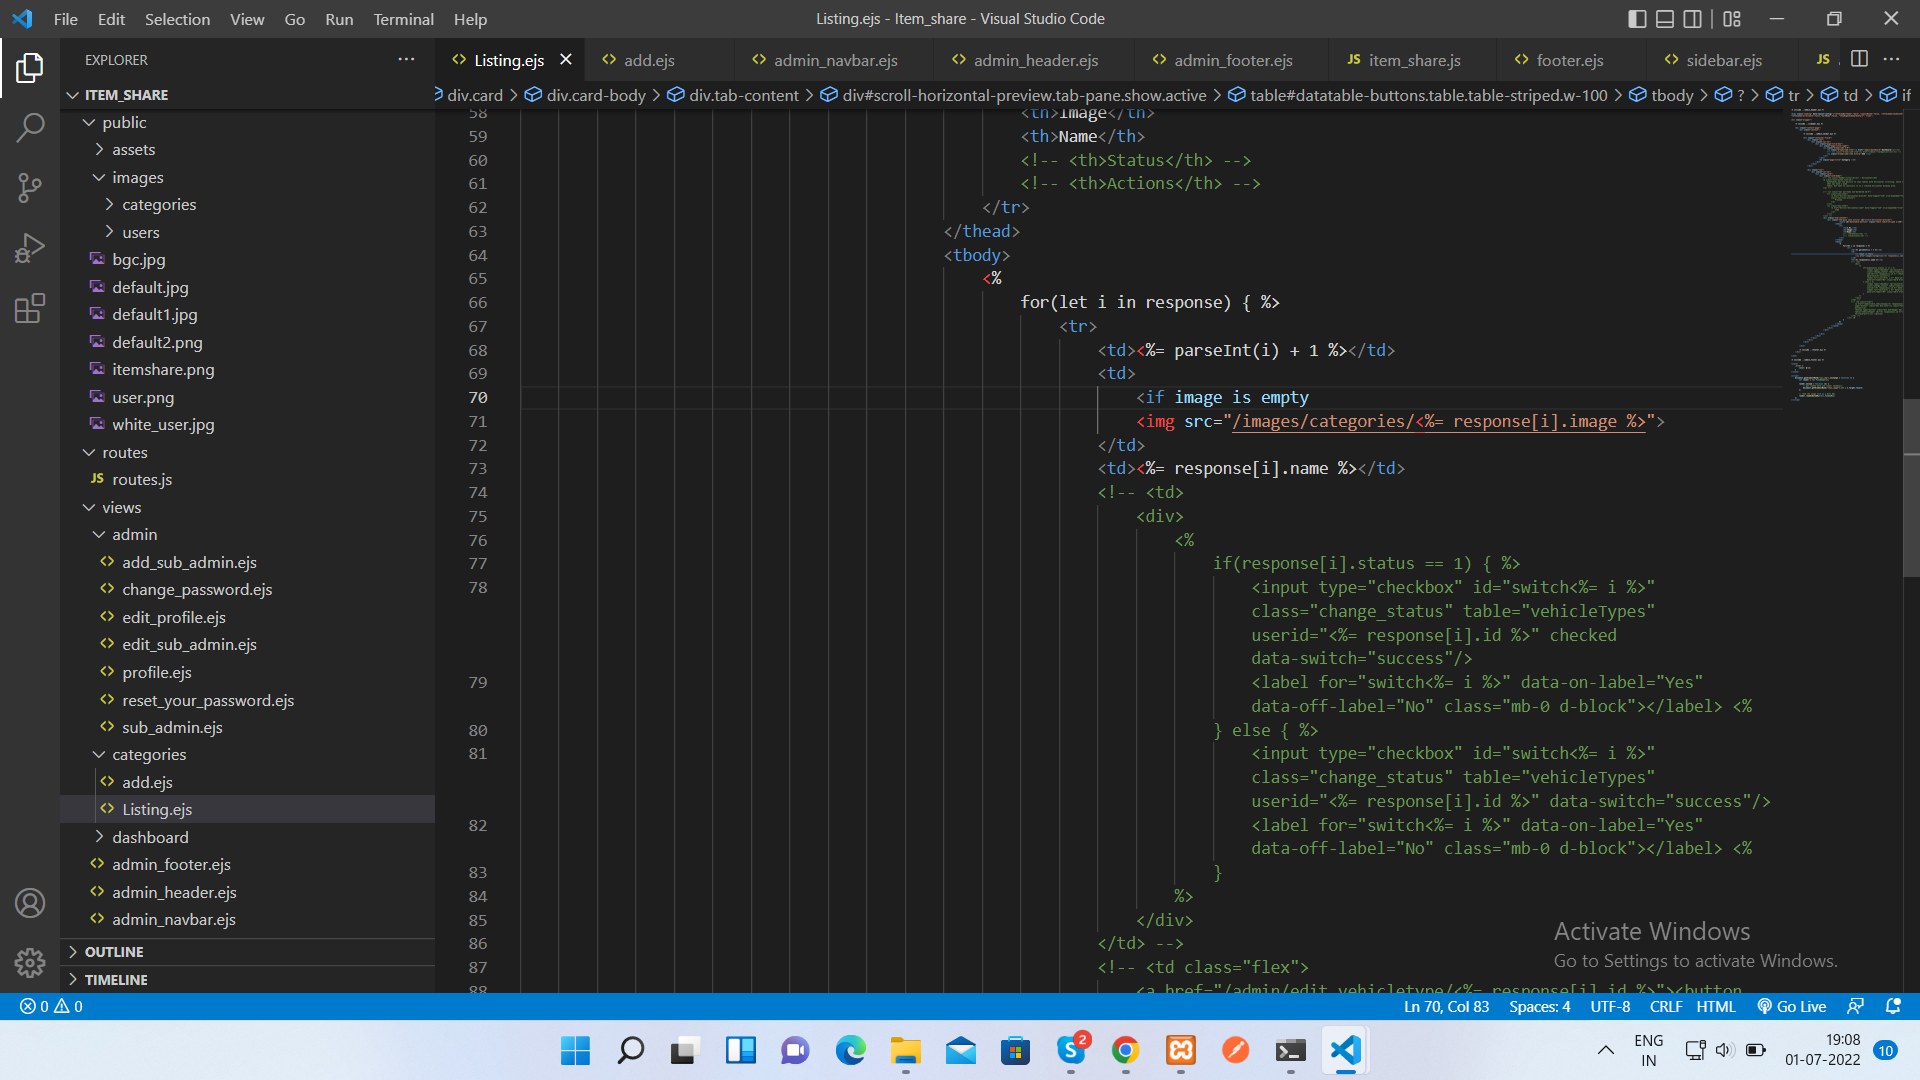 File Edit Selection View Go Run Terminal Help
Listing.ejs - Item_share - Visual Studio Code
EXPLORER
Listing.ejs
add.ejs
admin_navbar.ejs
admin_header.ejs
admin_footer.ejs
JS item_share.js
footer.ejs
sidebar.ejs
JS
ITEM_SHARE
div.card > div.card-body > div.tab-content > div#scroll-horizontal-preview.tab-pane.show.active > table#datatable-buttons.table.table-striped.w-100 > tbody > ? > tr > td > if
public
assets
images
categories
users
bgc.jpg
default.jpg
default1.jpg
default2.png
itemshare.png
user.png
white_user.jpg
routes
JS routes.js
views
admin
add_sub_admin.ejs
change_password.ejs
edit_profile.ejs
edit_sub_admin.ejs
profile.ejs
reset_your_password.ejs
sub_admin.ejs
categories
add.ejs
Listing.ejs
dashboard
admin_footer.ejs
admin_header.ejs
admin_navbar.ejs
OUTLINE
TIMELINE
58 <th>Image</th>
59 <th>Name</th>
60 <!-- <th>Status</th> -->
61 <!-- <th>Actions</th> -->
62 </tr>
63 </thead>
64 <tbody>
65 <%
66 for(let i in response) { %>
67 <tr>
68 <td><%= parseInt(i) + 1 %></td>
69 <td>
70 <if image is empty
71 <img src="/images/categories/<%= response[i].image %>">
72 </td>
73 <td><%= response[i].name %></td>
74 <!-- <td>
75 <div>
76 <%
77 if(response[i].status == 1) { %>
78 <input type="checkbox" id="switch<%= i %>"
class="change_status" table="vehicleTypes"
userid="<%= response[i].id %>" checked
data-switch="success"/>
79 <label for="switch<%= i %>" data-on-label="Yes"
data-off-label="No" class="mb-0 d-block"></label> <%
80 } else { %>
81 <input type="checkbox" id="switch<%= i %>"
class="change_status" table="vehicleTypes"
userid="<%= response[i].id %>" data-switch="success"/>
82 <label for="switch<%= i %>" data-on-label="Yes"
data-off-label="No" class="mb-0 d-block"></label> <%
83 }
84 %>
85 </div>
86 </td> -->
87 <!-- <td class="flex">
88 <a href="/admin/edit_vehicletype/<%= response[i].id %>"><button
Activate Windows
Go to Settings to activate Windows.
0 0
Ln 70, Col 83 Spaces: 4 UTF-8 CRLF HTML Go Live
2
ENG
IN
19:08
01-07-2022
10